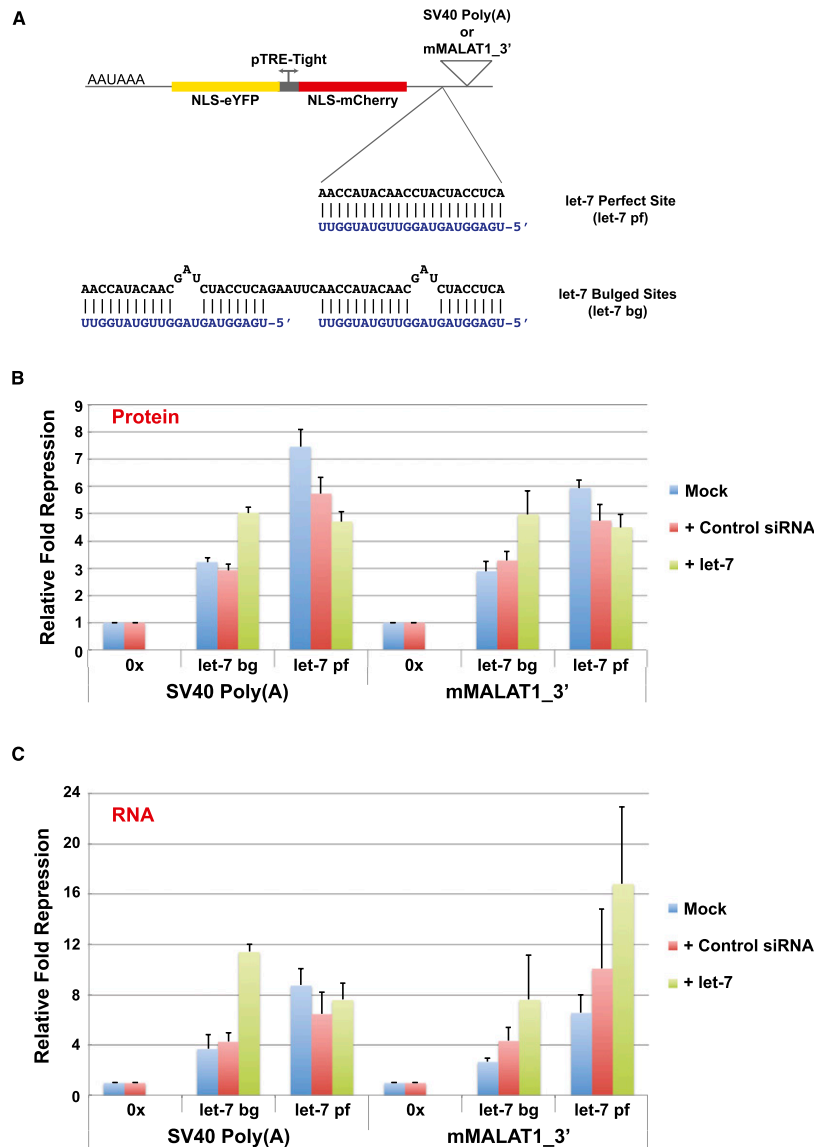 A
SV40 Poly(A)
or
mMALAT1_3’
pTRE-Tight
AAUAAA
NLS-eYFP
NLS-mCherry
AACCAUACAACCUACUACCUCA
UUGGUAUGUUGGAUGAUGGAGU-5’
let-7 Perfect Site
(let-7 pf)
AACCAUACAACGAUCUACCUCAGAAUUCAACCAUACAACGAUCUACCUCA
UUGGUAUGUUGGAUGAUGGAGU-5’ UUGGUAUGUUGGAUGAUGGAGU-5’
let-7 Bulged Sites
(let-7 bg)
B
Protein
Relative Fold Repression
9
8
7
6
5
4
3
2
1
0
0x let-7 bg let-7 pf 0x let-7 bg let-7 pf
SV40 Poly(A) mMALAT1_3’
Mock
+ Control siRNA
+ let-7
C
RNA
Relative Fold Repression
24
20
16
12
8
4
0
0x let-7 bg let-7 pf 0x let-7 bg let-7 pf
SV40 Poly(A) mMALAT1_3’
Mock
+ Control siRNA
+ let-7